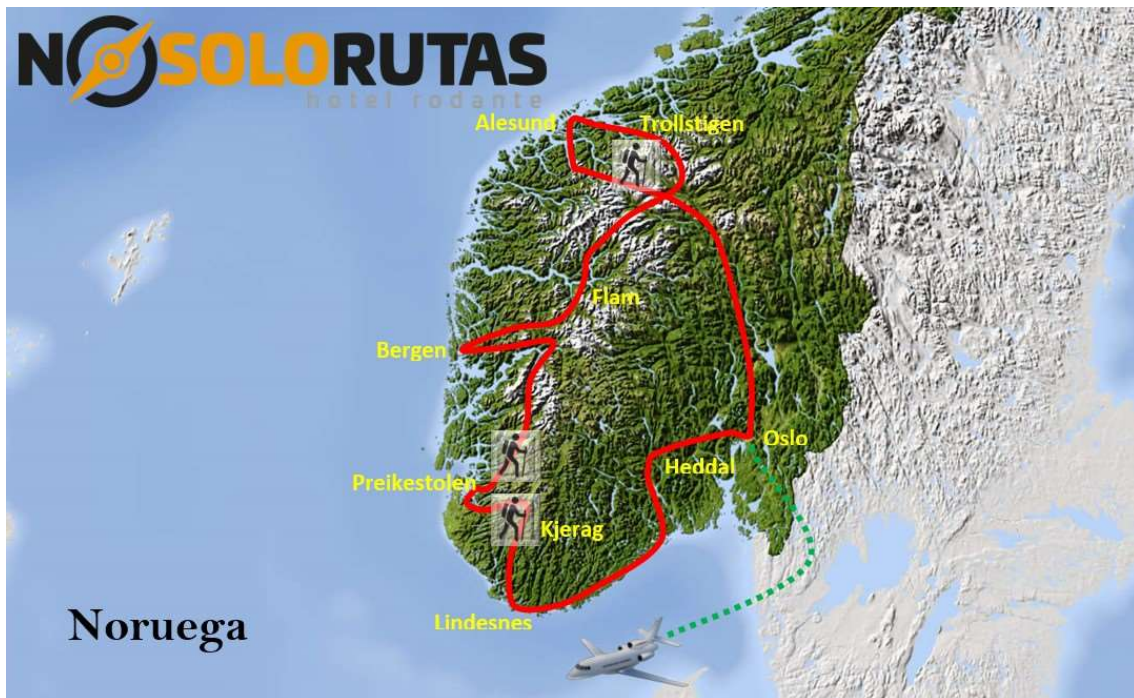 NOSOLORUTAS
hotel rodante
Alesund
Trollstigen
Flam
Bergen
Oslo
Heddal
Preikestolen
Kjerag
Lindesnes
Noruega